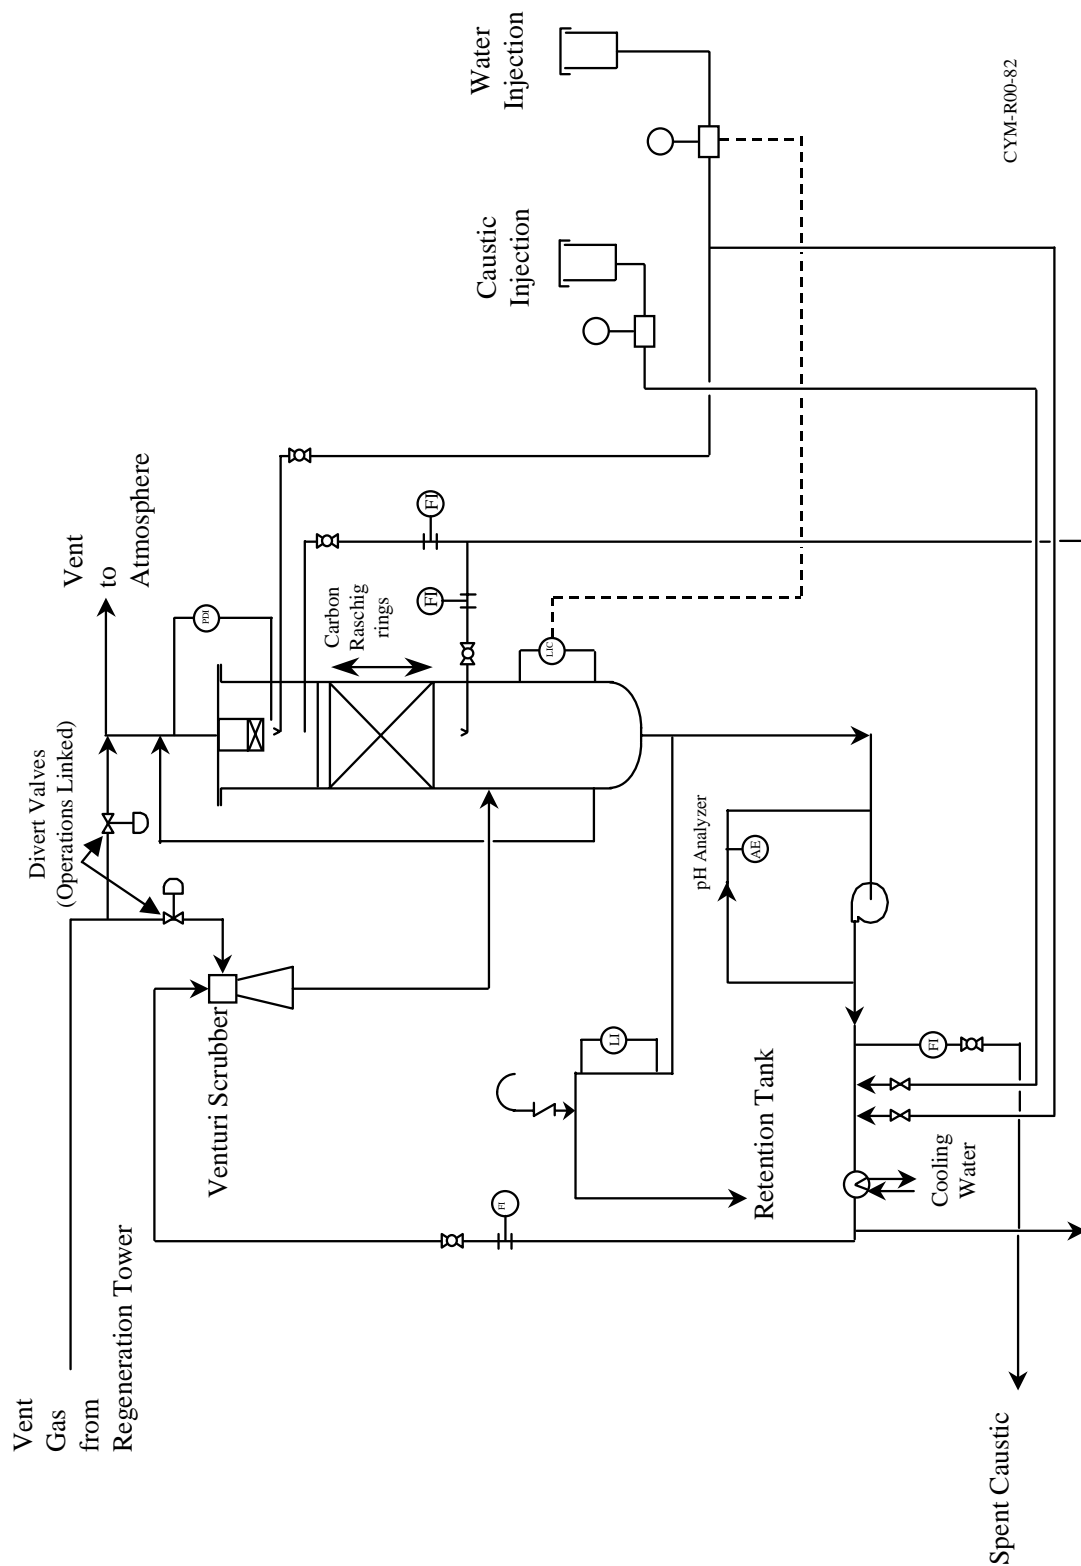 Water
Injection
Caustic
Injection
CYM-R00-82
Vent
to
Atmosphere
PDI
FI
FI
Carbon
Raschig
rings
LIC
Divert Valves
(Operations Linked)
pH Analyzer
AE
Venturi Scrubber
LI
Retention Tank
FI
FI
Cooling
Water
Vent
Gas
from
Regeneration Tower
Spent Caustic